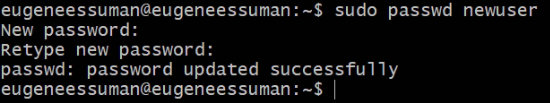 eugeneessuman@eugeneessuman:~$ sudo passwd newuser
New password:
Retype new password:
passwd: password updated successfully
eugeneessuman@eugeneessuman:~$